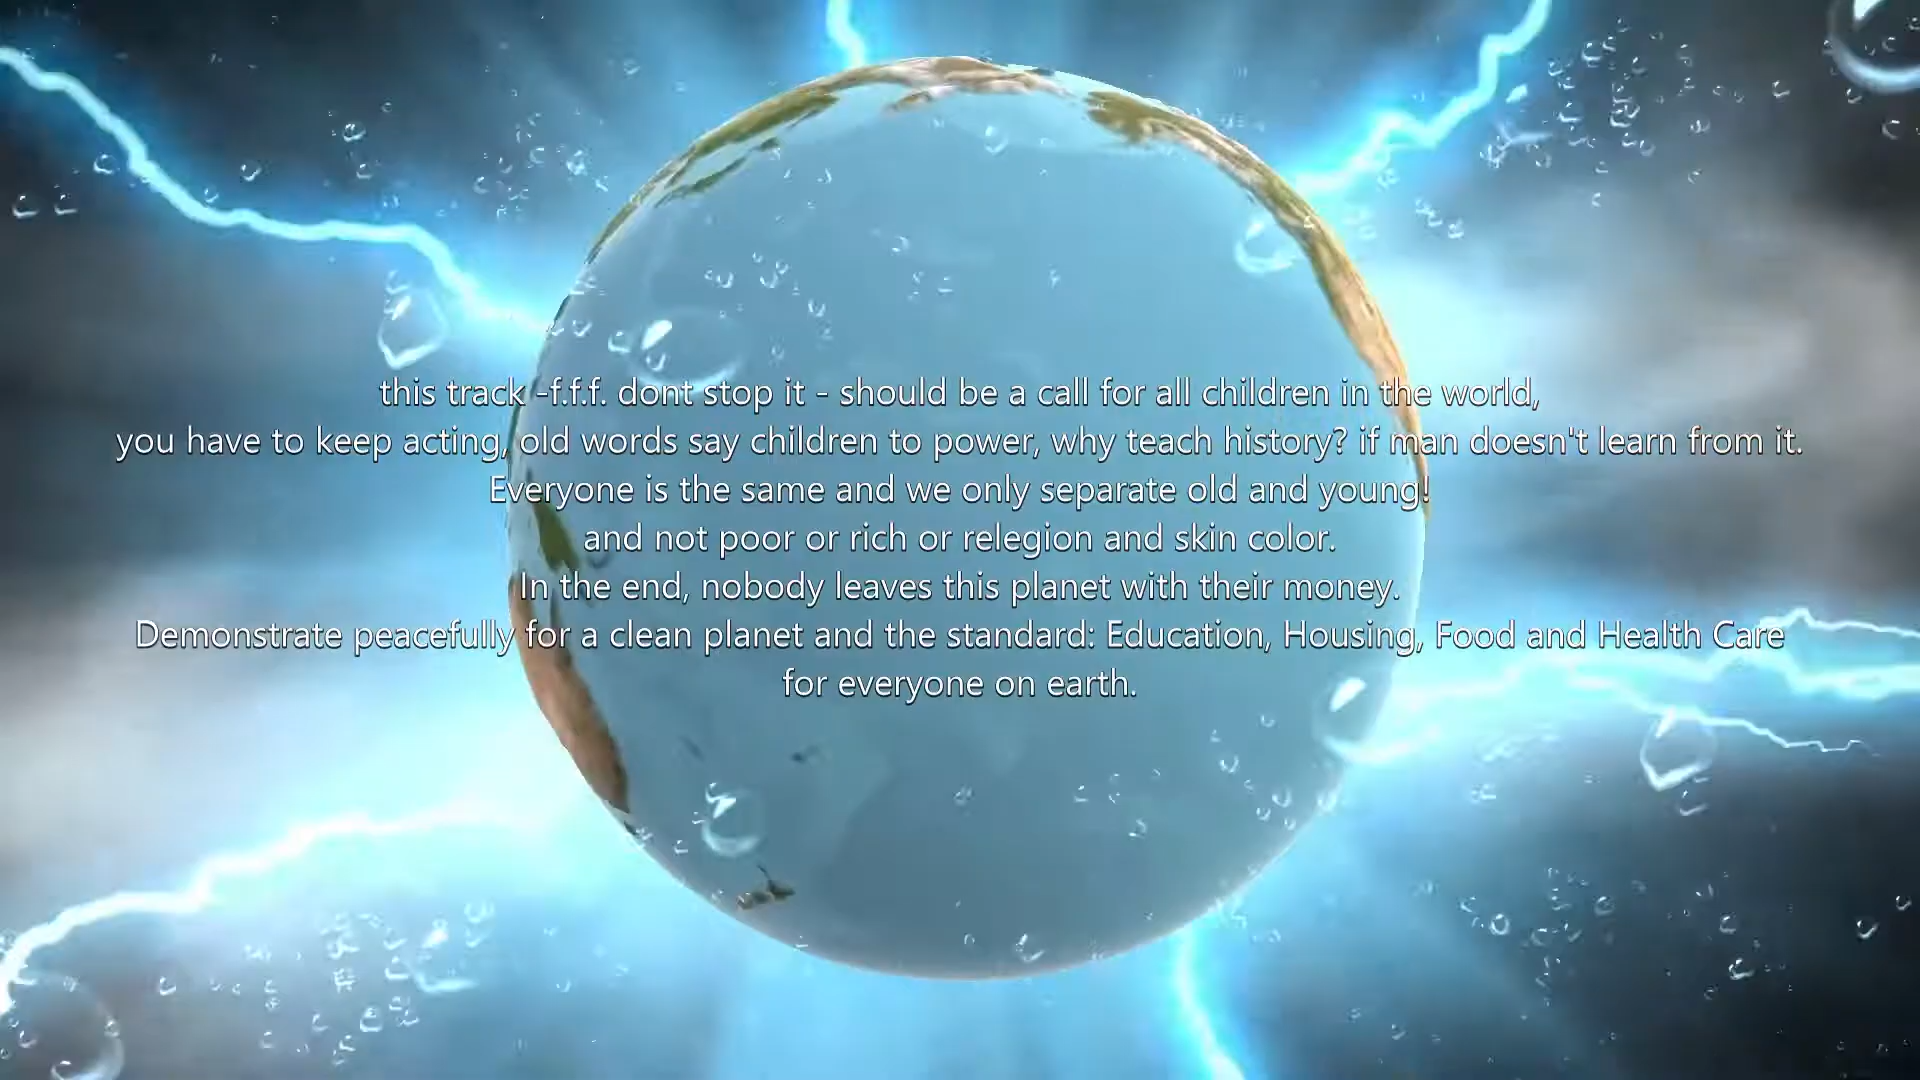 this track -f.f.f. dont stop it - should be a call for all children in the world,
you have to keep acting, old words say children to power, why teach history? if man doesn't learn from it.
Everyone is the same and we only separate old and young!
and not poor or rich or relegion and skin color.
In the end, nobody leaves this planet with their money.
Demonstrate peacefully for a clean planet and the standard: Education, Housing, Food and Health Care
for everyone on earth.